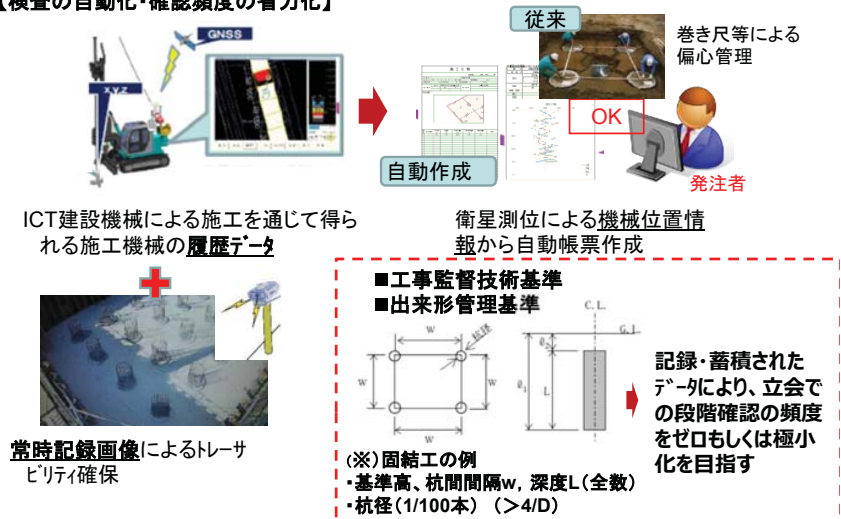 【検査の自動化・確認頻度の省力化】
GNSS
X,Y,Z
従来
巻き尺等による
偏心管理
OK
自動作成
発注者
ICT建設機械による施工を通じて得ら
れる施工機械の履歴データ
衛星測位による機械位置情
報から自動帳票作成
■工事監督技術基準
■出来形管理基準
C.L.
G.L
杭径
W
W
W
W
ℓ2
ℓ1
L
記録・蓄積された
データにより、立会で
の段階確認の頻度
をゼロもしくは極小
化を目指す
(※)固結工の例
・基準高、杭間間隔w，深度L（全数）
・杭径（1/100本）（＞4/D）
常時記録画像によるトレーサ
ビリティ確保